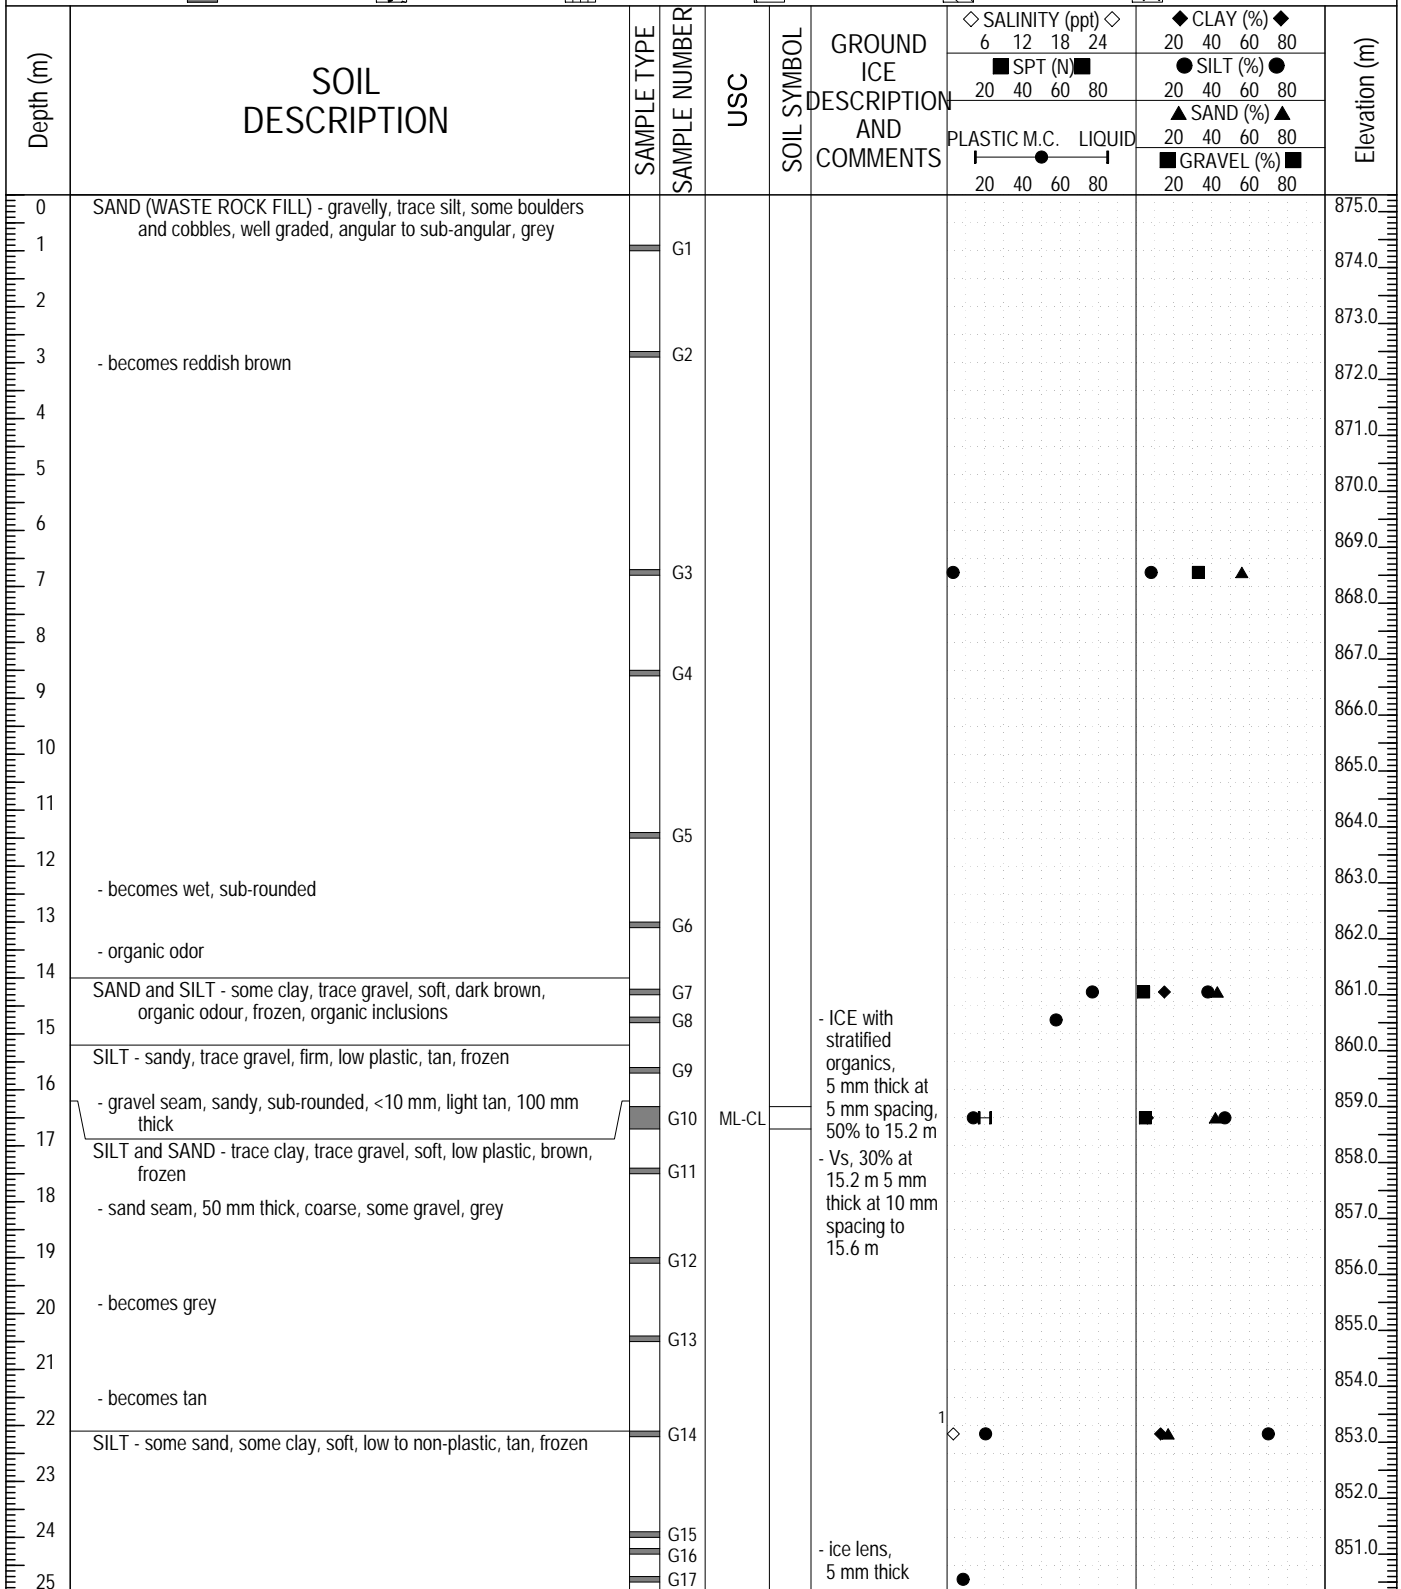 Depth (m)
SOIL
DESCRIPTION
SAMPLE TYPE
SAMPLE NUMBER
USC
SOIL SYMBOL
GROUND
ICE
DESCRIPTION
AND
COMMENTS
SALINITY (ppt)
6 12 18 24
SPT (N)
20 40 60 80
PLASTIC M.C. LIQUID
20 40 60 80
CLAY (%)
20 40 60 80
SILT (%)
20 40 60 80
SAND (%)
20 40 60 80
GRAVEL (%)
20 40 60 80
Elevation (m)
0
SAND (WASTE ROCK FILL) - gravelly, trace silt, some boulders
and cobbles, well graded, angular to sub-angular, grey
875.0
1
G1
874.0
2
873.0
3
- becomes reddish brown
G2
872.0
4
871.0
5
870.0
6
869.0
7
G3
868.0
8
867.0
9
G4
866.0
10
865.0
11
864.0
G5
12
863.0
- becomes wet, sub-rounded
13
G6
862.0
- organic odor
14
SAND and SILT - some clay, trace gravel, soft, dark brown,
organic odour, frozen, organic inclusions
G7
861.0
G8
15
860.0
SILT - sandy, trace gravel, firm, low plastic, tan, frozen
G9
16
- gravel seam, sandy, sub-rounded, <10 mm, light tan, 100 mm
thick
G10
ML-CL
859.0
- ICE with
stratified
organics,
5 mm thick at
5 mm spacing,
50% to 15.2 m
- Vs, 30% at
15.2 m 5 mm
thick at 10 mm
spacing to
15.6 m
17
SILT and SAND - trace clay, trace gravel, soft, low plastic, brown,
frozen
G11
858.0
18
- sand seam, 50 mm thick, coarse, some gravel, grey
857.0
19
G12
856.0
20
- becomes grey
855.0
G13
21
854.0
- becomes tan
22
1
SILT - some sand, some clay, soft, low to non-plastic, tan, frozen
G14
853.0
23
852.0
24
G15
G16
- ice lens,
5 mm thick
851.0
25
G17